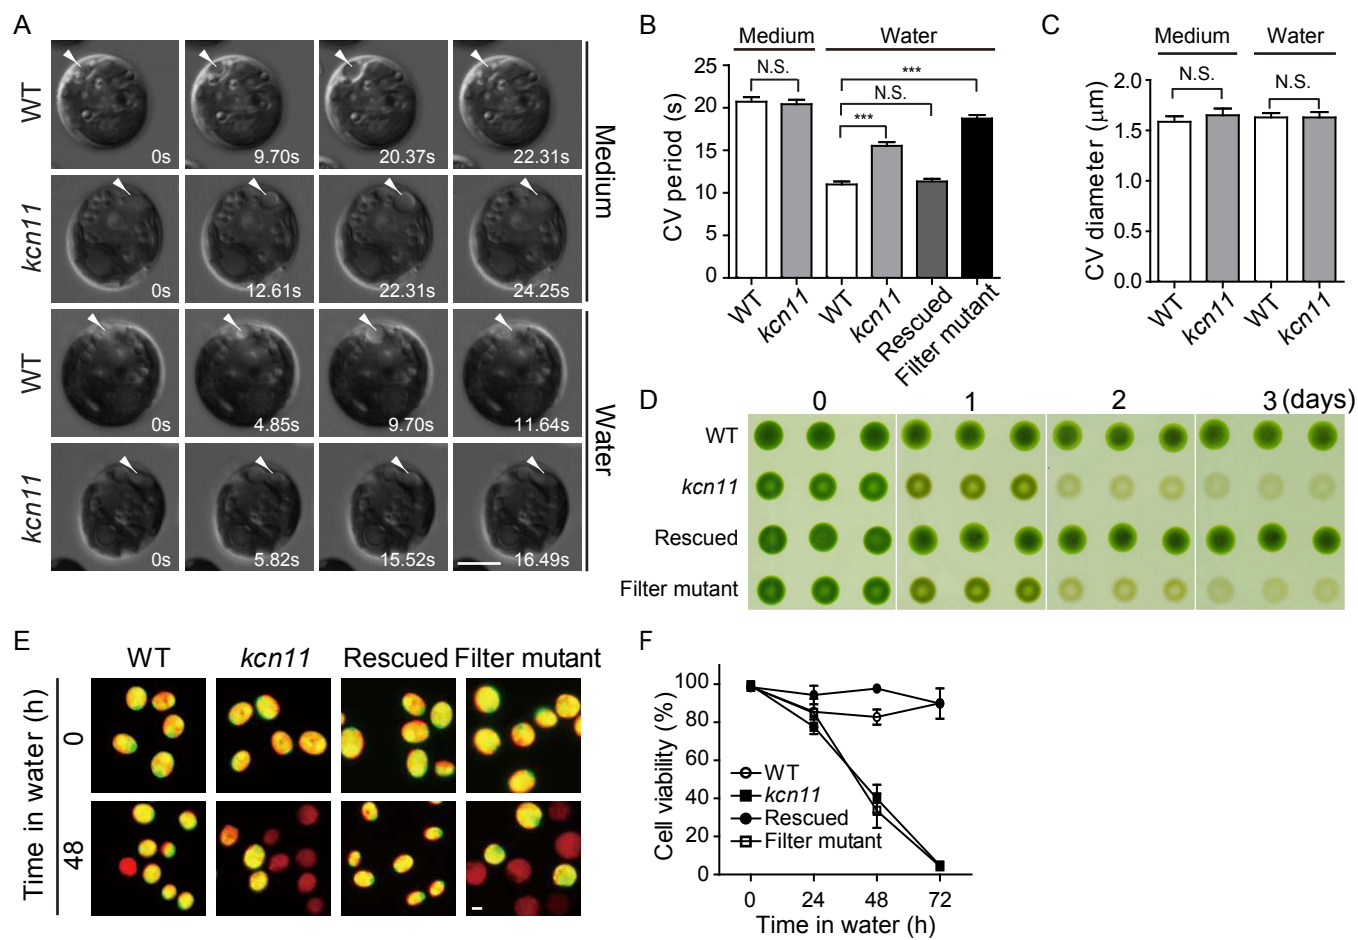 A
WT
0s
9.70s
20.37s
22.31s
kcn11
0s
12.61s
22.31s
24.25s
Medium
WT
0s
4.85s
9.70s
11.64s
kcn11
0s
5.82s
15.52s
16.49s
Water
B
Medium
Water
CV period (s)
25
20
15
10
5
0
N.S.
***
N.S.
***
WT
kcn11
WT
kcn11
Rescued
Filter mutant
C
Medium
Water
CV diameter (μm)
2.0
1.5
1.0
0.5
0.0
N.S.
N.S.
WT
kcn11
WT
kcn11
D
0 1 2 3 (days)
WT
kcn11
Rescued
Filter mutant
E
WT kcn11 Rescued Filter mutant
Time in water (h)
0
48
F
Cell viability (%)
100
80
60
40
20
0
WT
kcn11
Rescued
Filter mutant
0 24 48 72
Time in water (h)